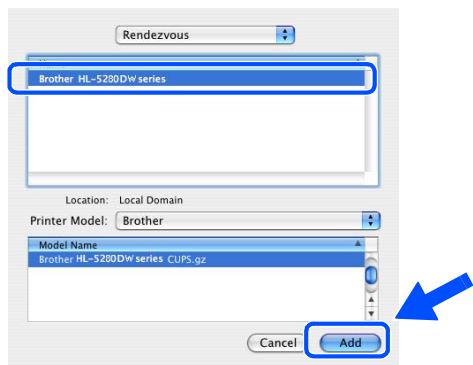 Rendezvous
Brother HL-5280DW series
Location: Local Domain
Printer Model: Brother
Model Name
Brother HL-5280DW series CUPS.gz
Cancel Add